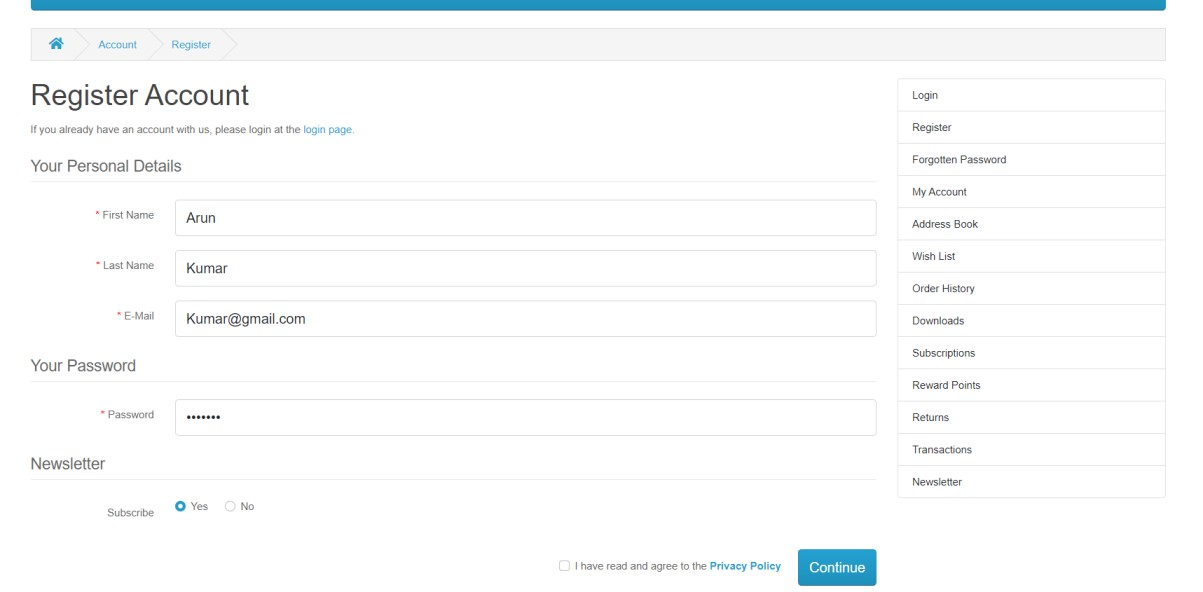 Account
Register
Register Account
If you already have an account with us, please login at the login page.
Your Personal Details
* First Name
Arun
* Last Name
Kumar
* E-Mail
Kumar@gmail.com
Your Password
* Password
•••••••
Newsletter
Subscribe
Yes
No
I have read and agree to the Privacy Policy
Continue
Login
Register
Forgotten Password
My Account
Address Book
Wish List
Order History
Downloads
Subscriptions
Reward Points
Returns
Transactions
Newsletter